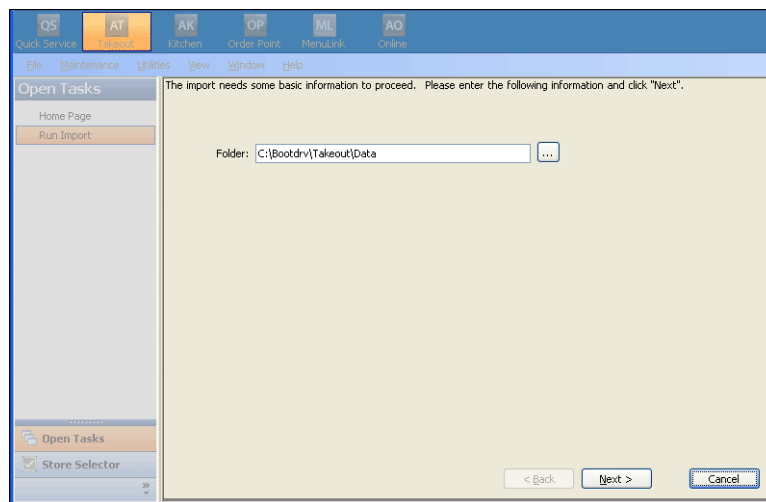 QS AT AK OP ML AO
Quick Service Takeout Kitchen Order Point MenuLink Online
File Maintenance Utilities View Window Help
Open Tasks
The import needs some basic information to proceed. Please enter the following information and click "Next".
Home Page
Run Import
Folder: C:\Bootdrv\Takeout\Data ...
Open Tasks
Store Selector
< Back Next > Cancel